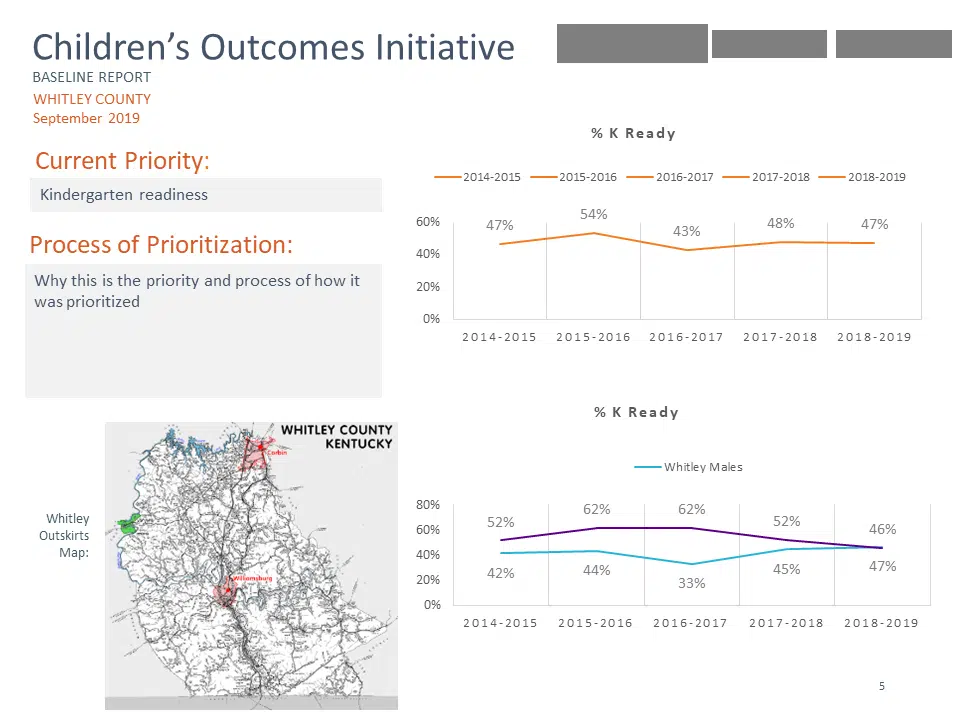 Children's Outcomes Initiative
BASELINE REPORT
WHITLEY COUNTY
September 2019
Current Priority:
Kindergarten readiness
Process of Prioritization:
Why this is the priority and process of how it
was prioritized
Whitley
Outskirts
Map:
WHITLEY COUNTY
KENTUCKY
Corbin
Williamsburg
% K Ready
2014-2015 2015-2016 2016-2017 2017-2018 2018-2019
60%
40%
20%
0%
47% 54% 43% 48% 47%
2014-2015 2015-2016 2016-2017 2017-2018 2018-2019
% K Ready
Whitley Males
80%
60%
40%
20%
0%
52% 62% 62% 52% 46%
42% 44% 33% 45% 47%
2014-2015 2015-2016 2016-2017 2017-2018 2018-2019
5